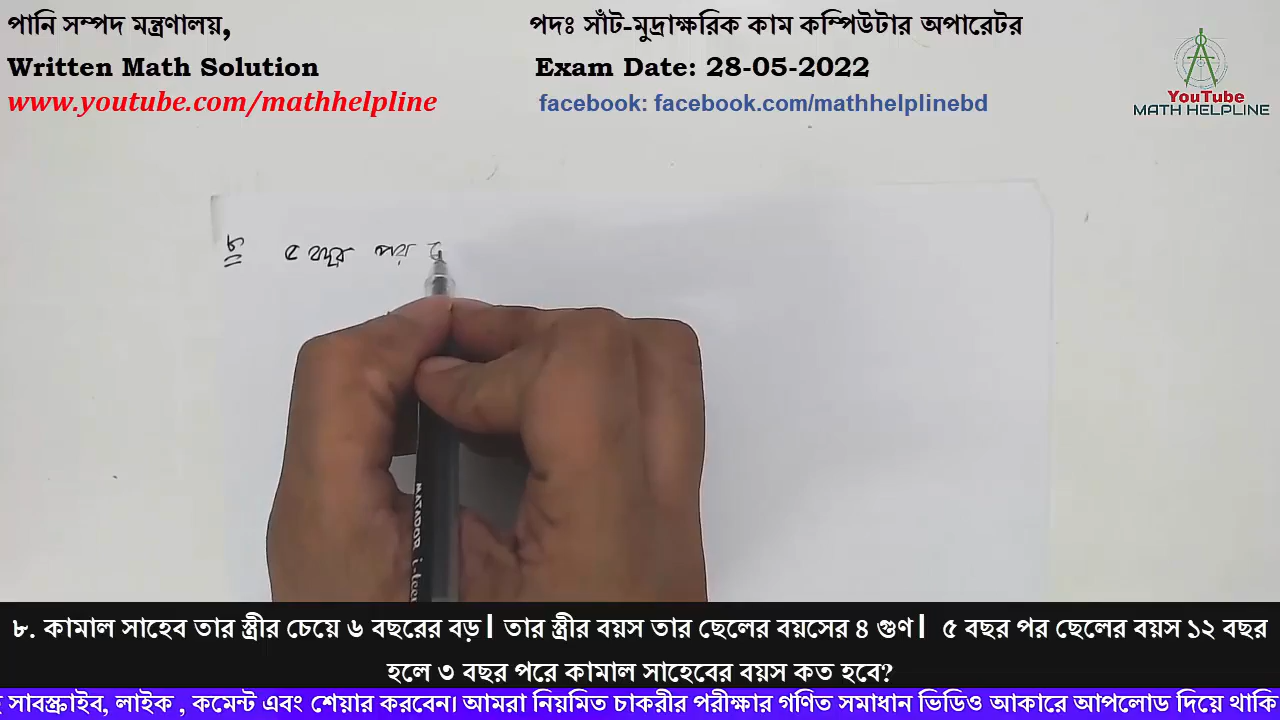 পানি সম্পদ মন্ত্রণালয়,
পদঃ সাঁট-মুদ্রাক্ষরিক কাম কম্পিউটার অপারেটর
Written Math Solution
Exam Date: 28-05-2022
www.youtube.com/mathhelpline
facebook: facebook.com/mathhelplinebd
YouTube
MATH HELPLINE
৮
৫ বছর পর
MATADOR i-teen
৮. কামাল সাহেব তার স্ত্রীর চেয়ে ৬ বছরের বড়। তার স্ত্রীর বয়স তার ছেলের বয়সের ৪ গুণ। ৫ বছর পর ছেলের বয়স ১২ বছর
হলে ৩ বছর পরে কামাল সাহেবের বয়স কত হবে?
সাবস্ক্রাইব, লাইক , কমেন্ট এবং শেয়ার করবেন। আমরা নিয়মিত চাকরীর পরীক্ষার গণিত সমাধান ভিডিও আকারে আপলোড দিয়ে থাকি